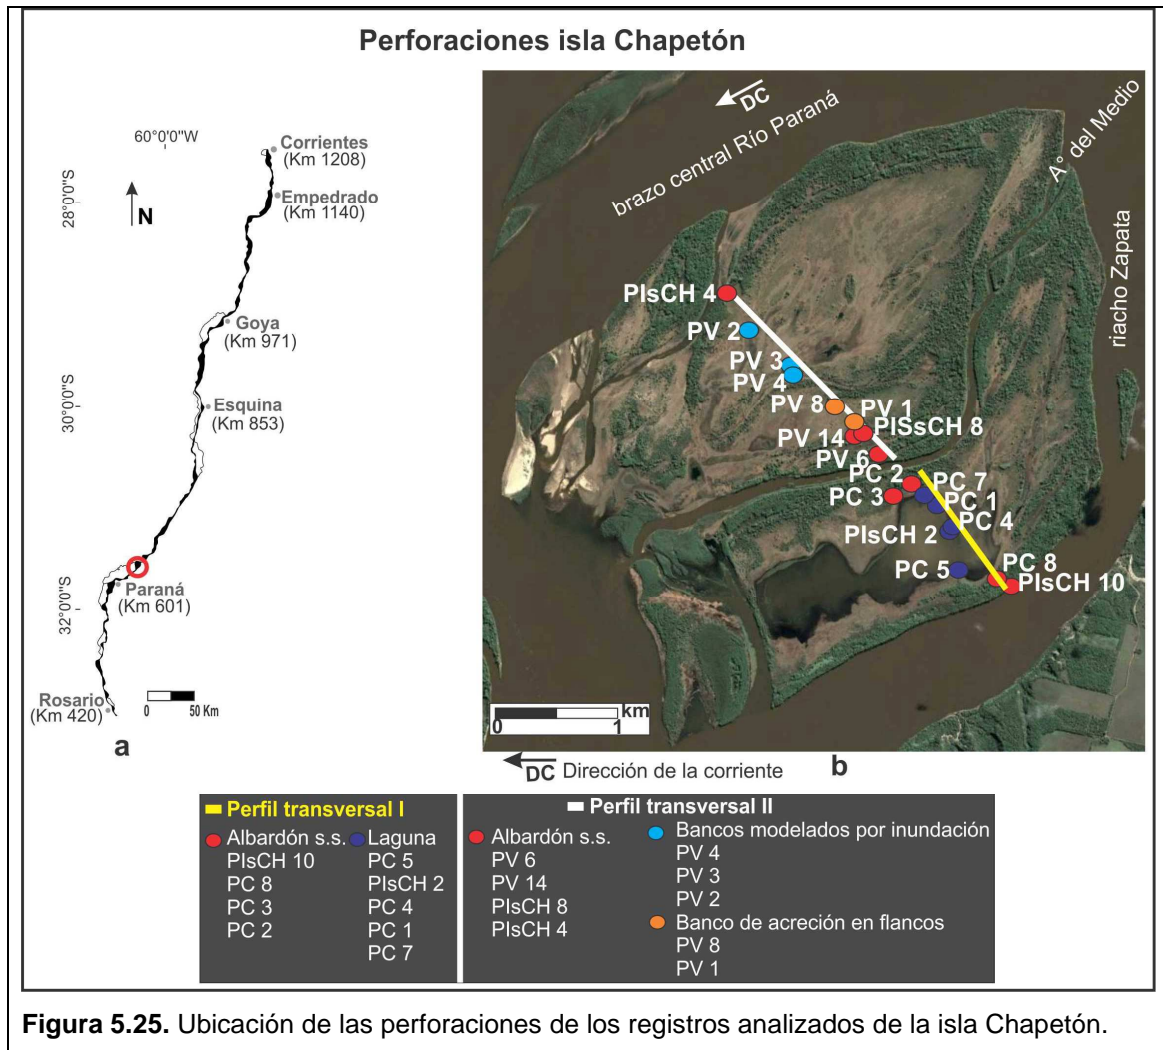 Perforaciones isla Chapetón
60°0'0"W
Corrientes
(Km 1208)
28°0'0"S
Empedrado
(Km 1140)
N
Goya
(Km 971)
30°0'0"S
Esquina
(Km 853)
Paraná
(Km 601)
32°0'0"S
Rosario
(Km 420)
0 50 Km
a
DC
brazo central Río Paraná
A° del Medio
riacho Zapata
PIsCH 4
PV 2
PV 3
PV 4
PV 8
PV 1
PISsCH 8
PV 14
PV 6
PC 2
PC 7
PC 3
PC 1
PC 4
PIsCH 2
PC 5
PC 8
PIsCH 10
km
0 1
DC Dirección de la corriente
b
Perfil transversal I
Albardón s.s.
PIsCH 10
PC 8
PC 3
PC 2
Laguna
PC 5
PIsCH 2
PC 4
PC 1
PC 7
Perfil transversal II
Albardón s.s.
PV 6
PV 14
PIsCH 8
PIsCH 4
Bancos modelados por inundación
PV 4
PV 3
PV 2
Banco de acreción en flancos
PV 8
PV 1
Figura 5.25. Ubicación de las perforaciones de los registros analizados de la isla Chapetón.